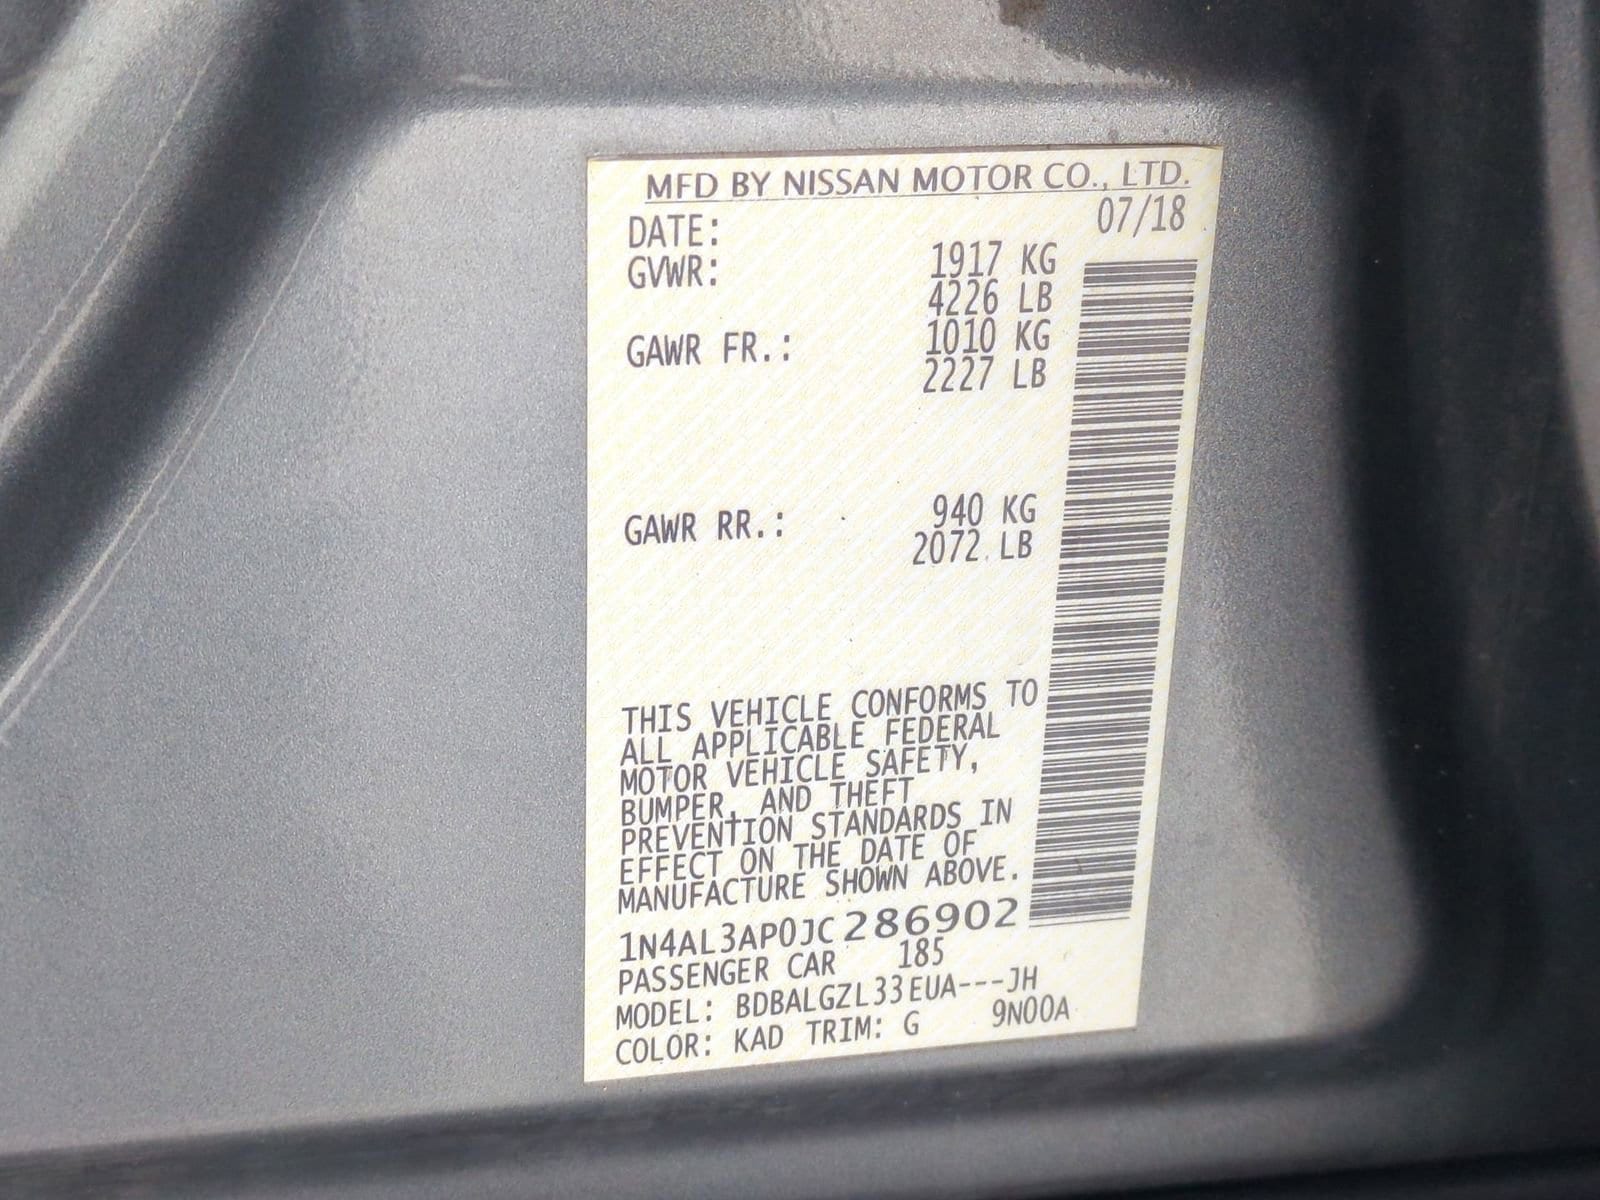 MFD BY NISSAN MOTOR CO., LTD.
DATE: 07/18
GVWR: 1917 KG
4226 LB
GAWR FR.: 1010 KG
2227 LB
GAWR RR.: 940 KG
2072 LB
THIS VEHICLE CONFORMS TO
ALL APPLICABLE FEDERAL
MOTOR VEHICLE SAFETY,
BUMPER, AND THEFT
PREVENTION STANDARDS IN
EFFECT ON THE DATE OF
MANUFACTURE SHOWN ABOVE.
1N4AL3AP0JC286902
PASSENGER CAR 185
MODEL: BDBALGZL33EUA---JH
COLOR: KAD TRIM: G 9N00A